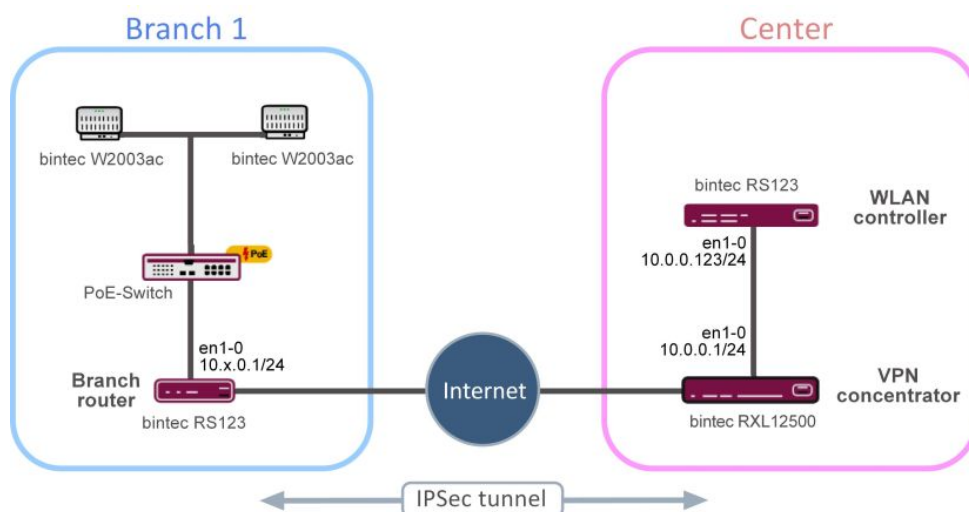 Branch 1
Center
bintec W2003ac
bintec W2003ac
bintec RS123
WLAN
controller
en1-0
10.0.0.123/24
PoE
PoE-Switch
en1-0
10.0.0.1/24
en1-0
10.x.0.1/24
Branch
router
Internet
VPN
concentrator
bintec RS123
bintec RXL12500
IPSec tunnel